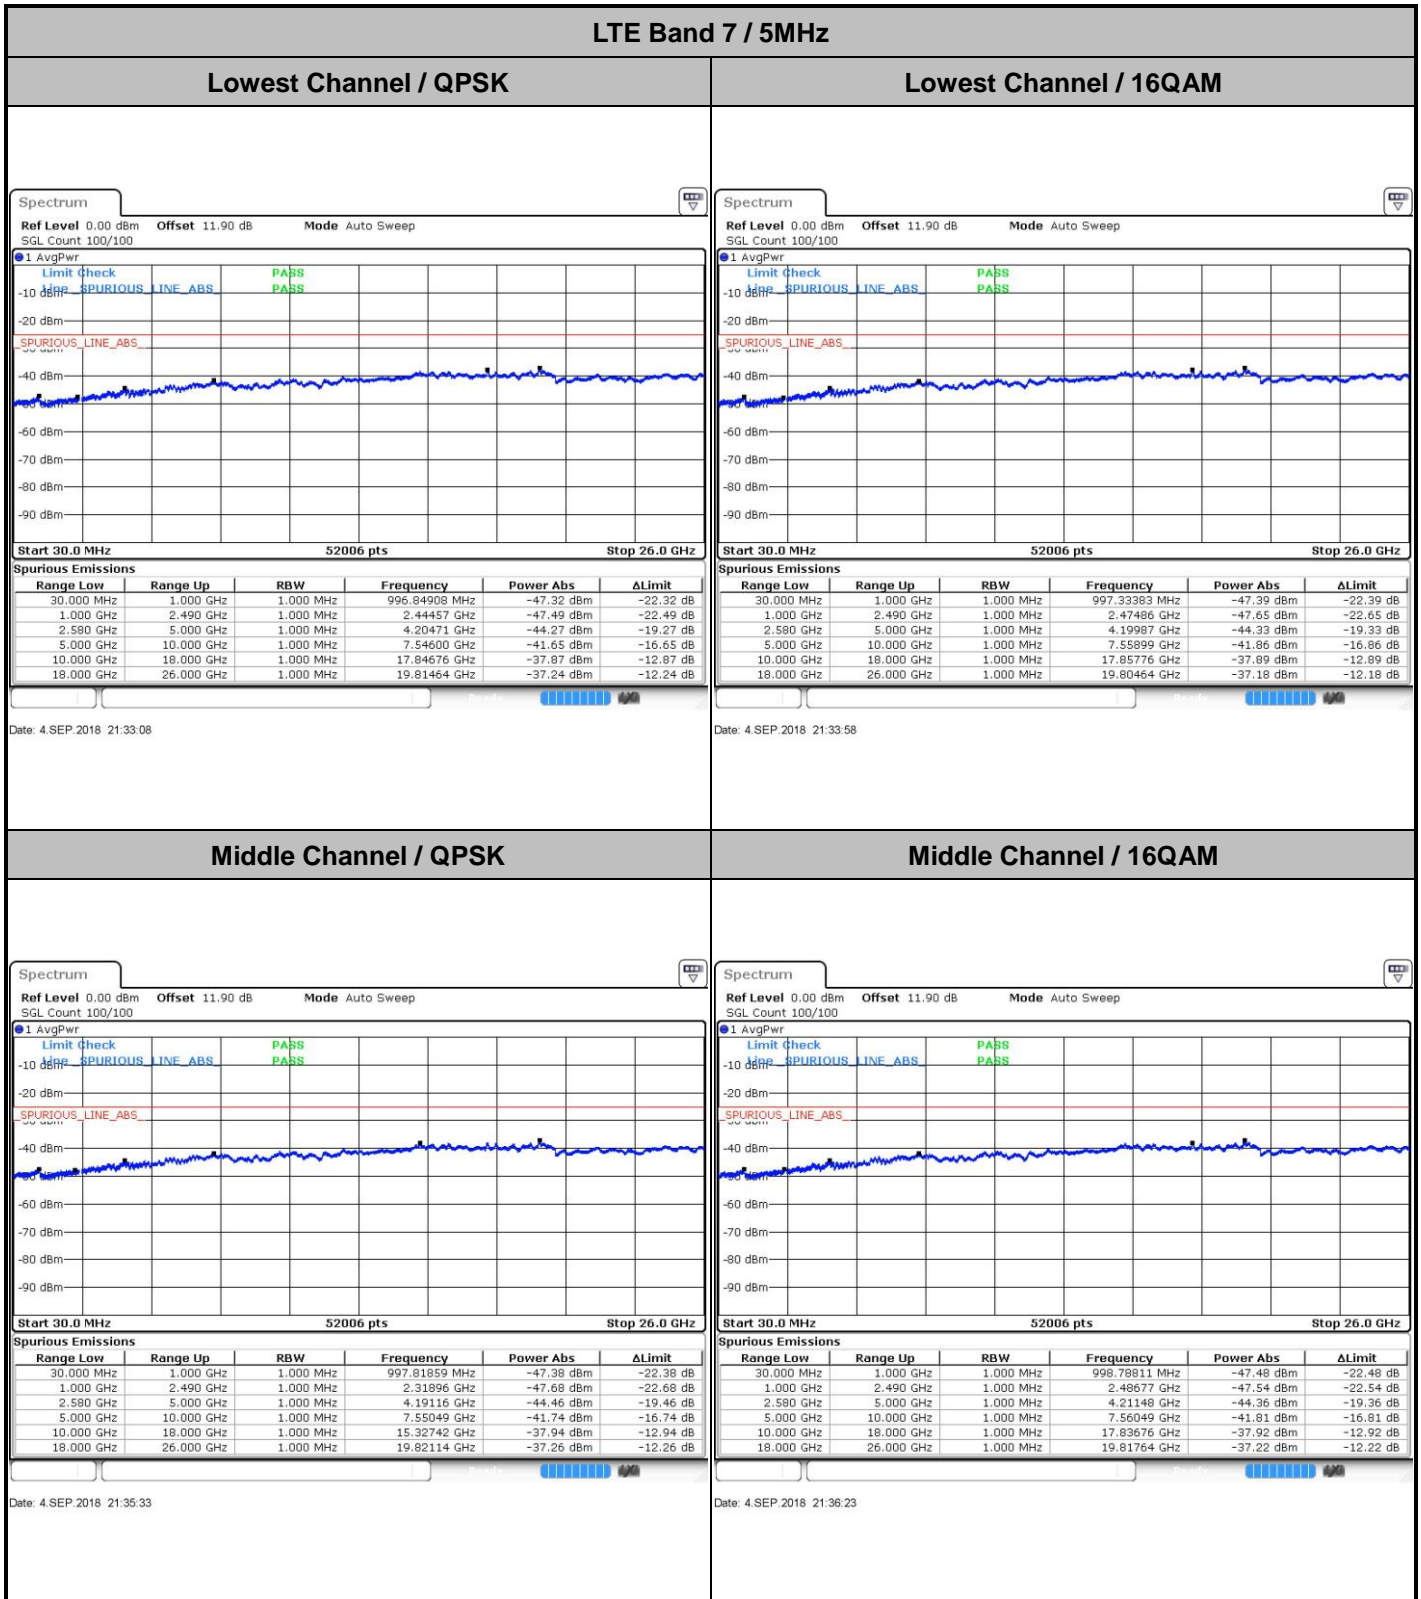 LTE Band 7 / 5MHz
Lowest Channel / QPSK
Lowest Channel / 16QAM
Spectrum
Ref Level 0.00 dBm Offset 11.90 dB Mode Auto Sweep
SGL Count 100/100
1 AvgPwr
Limit Check PASS
Line _SPURIOUS_LINE_ABS_ PASS
-10 dBm
-20 dBm
_SPURIOUS_LINE_ABS_
-40 dBm
-60 dBm
-70 dBm
-80 dBm
-90 dBm
Start 30.0 MHz 52006 pts Stop 26.0 GHz
Spurious Emissions
Range Low Range Up RBW Frequency Power Abs ΔLimit
30.000 MHz 1.000 GHz 1.000 MHz 996.84908 MHz -47.32 dBm -22.32 dB
1.000 GHz 2.490 GHz 1.000 MHz 2.44457 GHz -47.49 dBm -22.49 dB
2.580 GHz 5.000 GHz 1.000 MHz 4.20471 GHz -44.27 dBm -19.27 dB
5.000 GHz 10.000 GHz 1.000 MHz 7.54600 GHz -41.65 dBm -16.65 dB
10.000 GHz 18.000 GHz 1.000 MHz 17.84676 GHz -37.87 dBm -12.87 dB
18.000 GHz 26.000 GHz 1.000 MHz 19.81464 GHz -37.24 dBm -12.24 dB
Date: 4.SEP.2018 21:33:08
Spectrum
Ref Level 0.00 dBm Offset 11.90 dB Mode Auto Sweep
SGL Count 100/100
1 AvgPwr
Limit Check PASS
Line _SPURIOUS_LINE_ABS_ PASS
-10 dBm
-20 dBm
_SPURIOUS_LINE_ABS_
-40 dBm
-60 dBm
-70 dBm
-80 dBm
-90 dBm
Start 30.0 MHz 52006 pts Stop 26.0 GHz
Spurious Emissions
Range Low Range Up RBW Frequency Power Abs ΔLimit
30.000 MHz 1.000 GHz 1.000 MHz 997.33383 MHz -47.39 dBm -22.39 dB
1.000 GHz 2.490 GHz 1.000 MHz 2.47486 GHz -47.65 dBm -22.65 dB
2.580 GHz 5.000 GHz 1.000 MHz 4.19987 GHz -44.33 dBm -19.33 dB
5.000 GHz 10.000 GHz 1.000 MHz 7.55899 GHz -41.86 dBm -16.86 dB
10.000 GHz 18.000 GHz 1.000 MHz 17.85776 GHz -37.89 dBm -12.89 dB
18.000 GHz 26.000 GHz 1.000 MHz 19.80464 GHz -37.18 dBm -12.18 dB
Date: 4.SEP.2018 21:33:58
Middle Channel / QPSK
Middle Channel / 16QAM
Spectrum
Ref Level 0.00 dBm Offset 11.90 dB Mode Auto Sweep
SGL Count 100/100
1 AvgPwr
Limit Check PASS
Line _SPURIOUS_LINE_ABS_ PASS
-10 dBm
-20 dBm
_SPURIOUS_LINE_ABS_
-40 dBm
-60 dBm
-70 dBm
-80 dBm
-90 dBm
Start 30.0 MHz 52006 pts Stop 26.0 GHz
Spurious Emissions
Range Low Range Up RBW Frequency Power Abs ΔLimit
30.000 MHz 1.000 GHz 1.000 MHz 997.81859 MHz -47.38 dBm -22.38 dB
1.000 GHz 2.490 GHz 1.000 MHz 2.31896 GHz -47.68 dBm -22.68 dB
2.580 GHz 5.000 GHz 1.000 MHz 4.19116 GHz -44.46 dBm -19.46 dB
5.000 GHz 10.000 GHz 1.000 MHz 7.55049 GHz -41.74 dBm -16.74 dB
10.000 GHz 18.000 GHz 1.000 MHz 15.32742 GHz -37.94 dBm -12.94 dB
18.000 GHz 26.000 GHz 1.000 MHz 19.82114 GHz -37.26 dBm -12.26 dB
Date: 4.SEP.2018 21:35:33
Spectrum
Ref Level 0.00 dBm Offset 11.90 dB Mode Auto Sweep
SGL Count 100/100
1 AvgPwr
Limit Check PASS
Line _SPURIOUS_LINE_ABS_ PASS
-10 dBm
-20 dBm
_SPURIOUS_LINE_ABS_
-40 dBm
-60 dBm
-70 dBm
-80 dBm
-90 dBm
Start 30.0 MHz 52006 pts Stop 26.0 GHz
Spurious Emissions
Range Low Range Up RBW Frequency Power Abs ΔLimit
30.000 MHz 1.000 GHz 1.000 MHz 998.78811 MHz -47.48 dBm -22.48 dB
1.000 GHz 2.490 GHz 1.000 MHz 2.48677 GHz -47.54 dBm -22.54 dB
2.580 GHz 5.000 GHz 1.000 MHz 4.21148 GHz -44.36 dBm -19.36 dB
5.000 GHz 10.000 GHz 1.000 MHz 7.56049 GHz -41.81 dBm -16.81 dB
10.000 GHz 18.000 GHz 1.000 MHz 17.83676 GHz -37.92 dBm -12.92 dB
18.000 GHz 26.000 GHz 1.000 MHz 19.81764 GHz -37.22 dBm -12.22 dB
Date: 4.SEP.2018 21:36:23